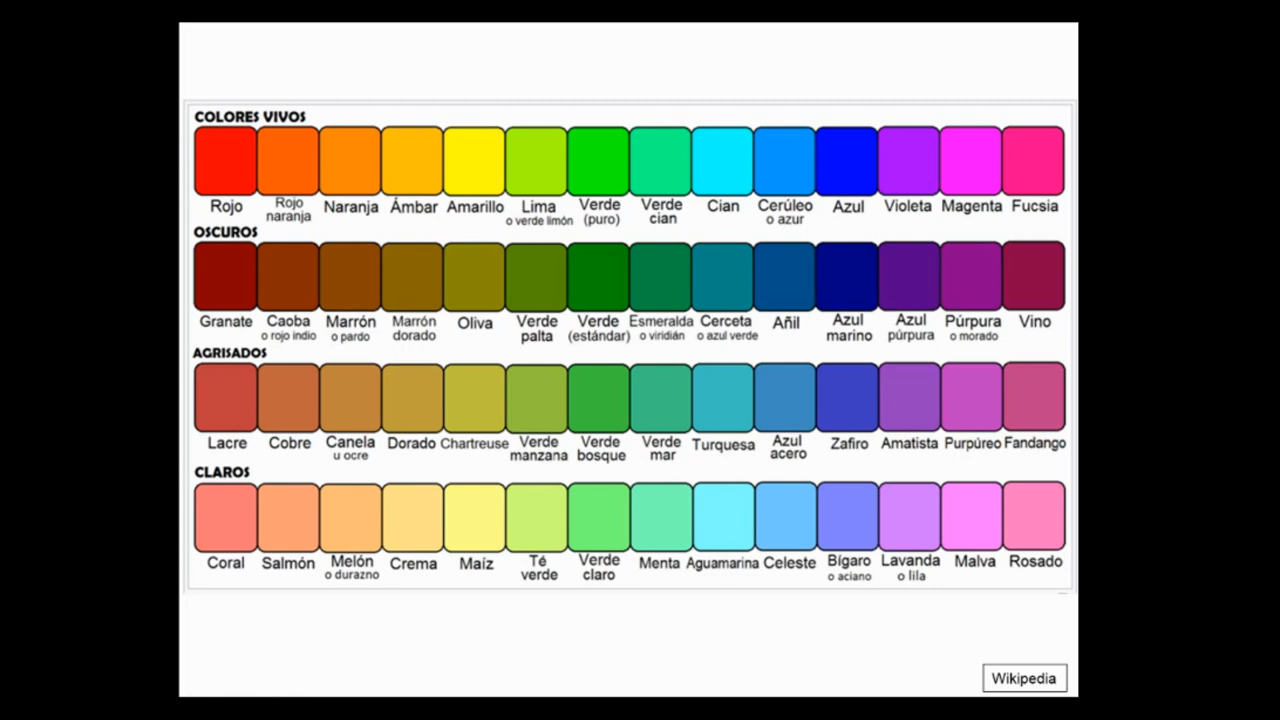 COLORES VIVOS
Rojo Rojo naranja Naranja Ámbar Amarillo Lima o verde limón Verde (puro) Verde cian Cian Cerúleo o azur Azul Violeta Magenta Fucsia
OSCUROS
Granate Caoba o rojo indio Marrón o pardo Marrón dorado Oliva Verde palta Verde (estándar) Esmeralda o viridián Cerceta o azul verde Añil Azul marino Azul púrpura Púrpura o morado Vino
AGRISADOS
Lacre Cobre Canela u ocre Dorado Chartreuse Verde manzana Verde bosque Verde mar Turquesa Azul acero Zafiro Amatista Purpúreo Fandango
CLAROS
Coral Salmón Melón o durazno Crema Maíz Té verde Verde claro Menta Aguamarina Celeste Bígaro o aciano Lavanda o lila Malva Rosado
Wikipedia